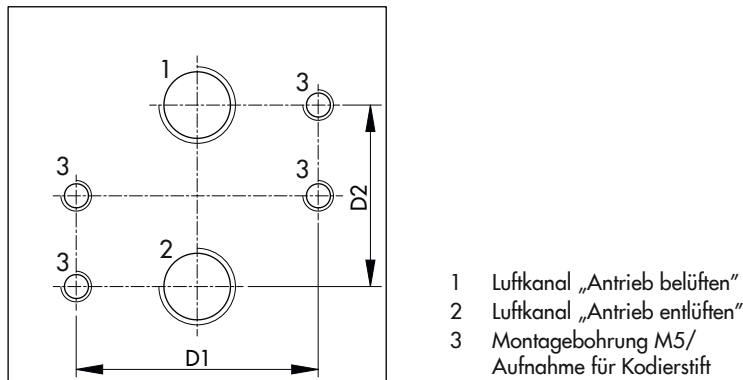 1
3
3
3
D2
2
3
D1
1 Luftkanal „Antrieb belüften”
2 Luftkanal „Antrieb entlüften”
3 Montagebohrung M5/
Aufnahme für Kodierstift